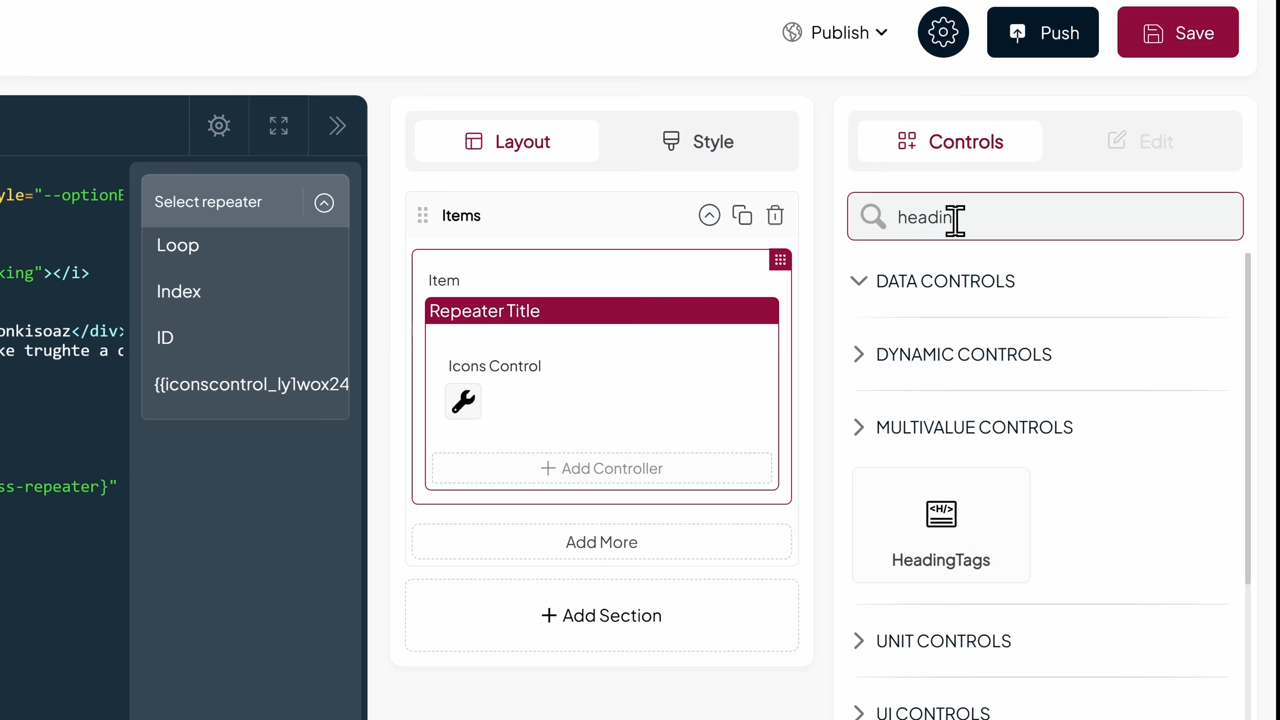 Publish
Push
Save
yle="--optionE
king"></i>
onkisoaz</div>
ke trughte a c
ss-repeater}"
Select repeater
Loop
Index
ID
{{iconscontrol_ly1wox24
Layout
Style
Items
Item
Repeater Title
Icons Control
+ Add Controller
Add More
+ Add Section
Controls
Edit
headin
DATA CONTROLS
DYNAMIC CONTROLS
MULTIVALUE CONTROLS
<H/>
HeadingTags
UNIT CONTROLS
UI CONTROLS